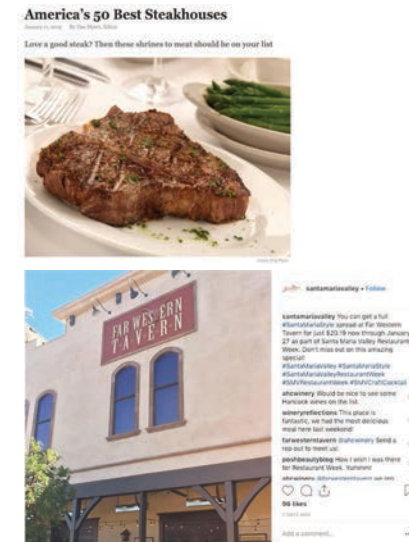 America's 50 Best Steakhouses
Love a good steak? Then these shrines to meat should be on your list
FAR WESTERN
TAVERN
santamariavalley • Follow
santamariavalley You can get a full
#SantaMariaStyle spread at Far Western
Tavern for just $20.19 now through January
27 as part of Santa Maria Valley Restaurant
Week. Don't miss out on this amazing
special!
#SantaMariaValley #SantaMariaStyle
#SantaMariaValleyRestaurantWeek
#SMVRestaurantWeek #SMVCraftCocktail
ahcwinery Would be nice to see some
Hancock wines on the list.
wineryreflections This place is
fantastic, we had the most delicious
meal here last weekend!
farwesterntavern @ahcwinery Send a
rep out to meet us!
poshbeautyblog How I wish I was there
for Restaurant Week. Yummm!
96 likes
Add a comment...